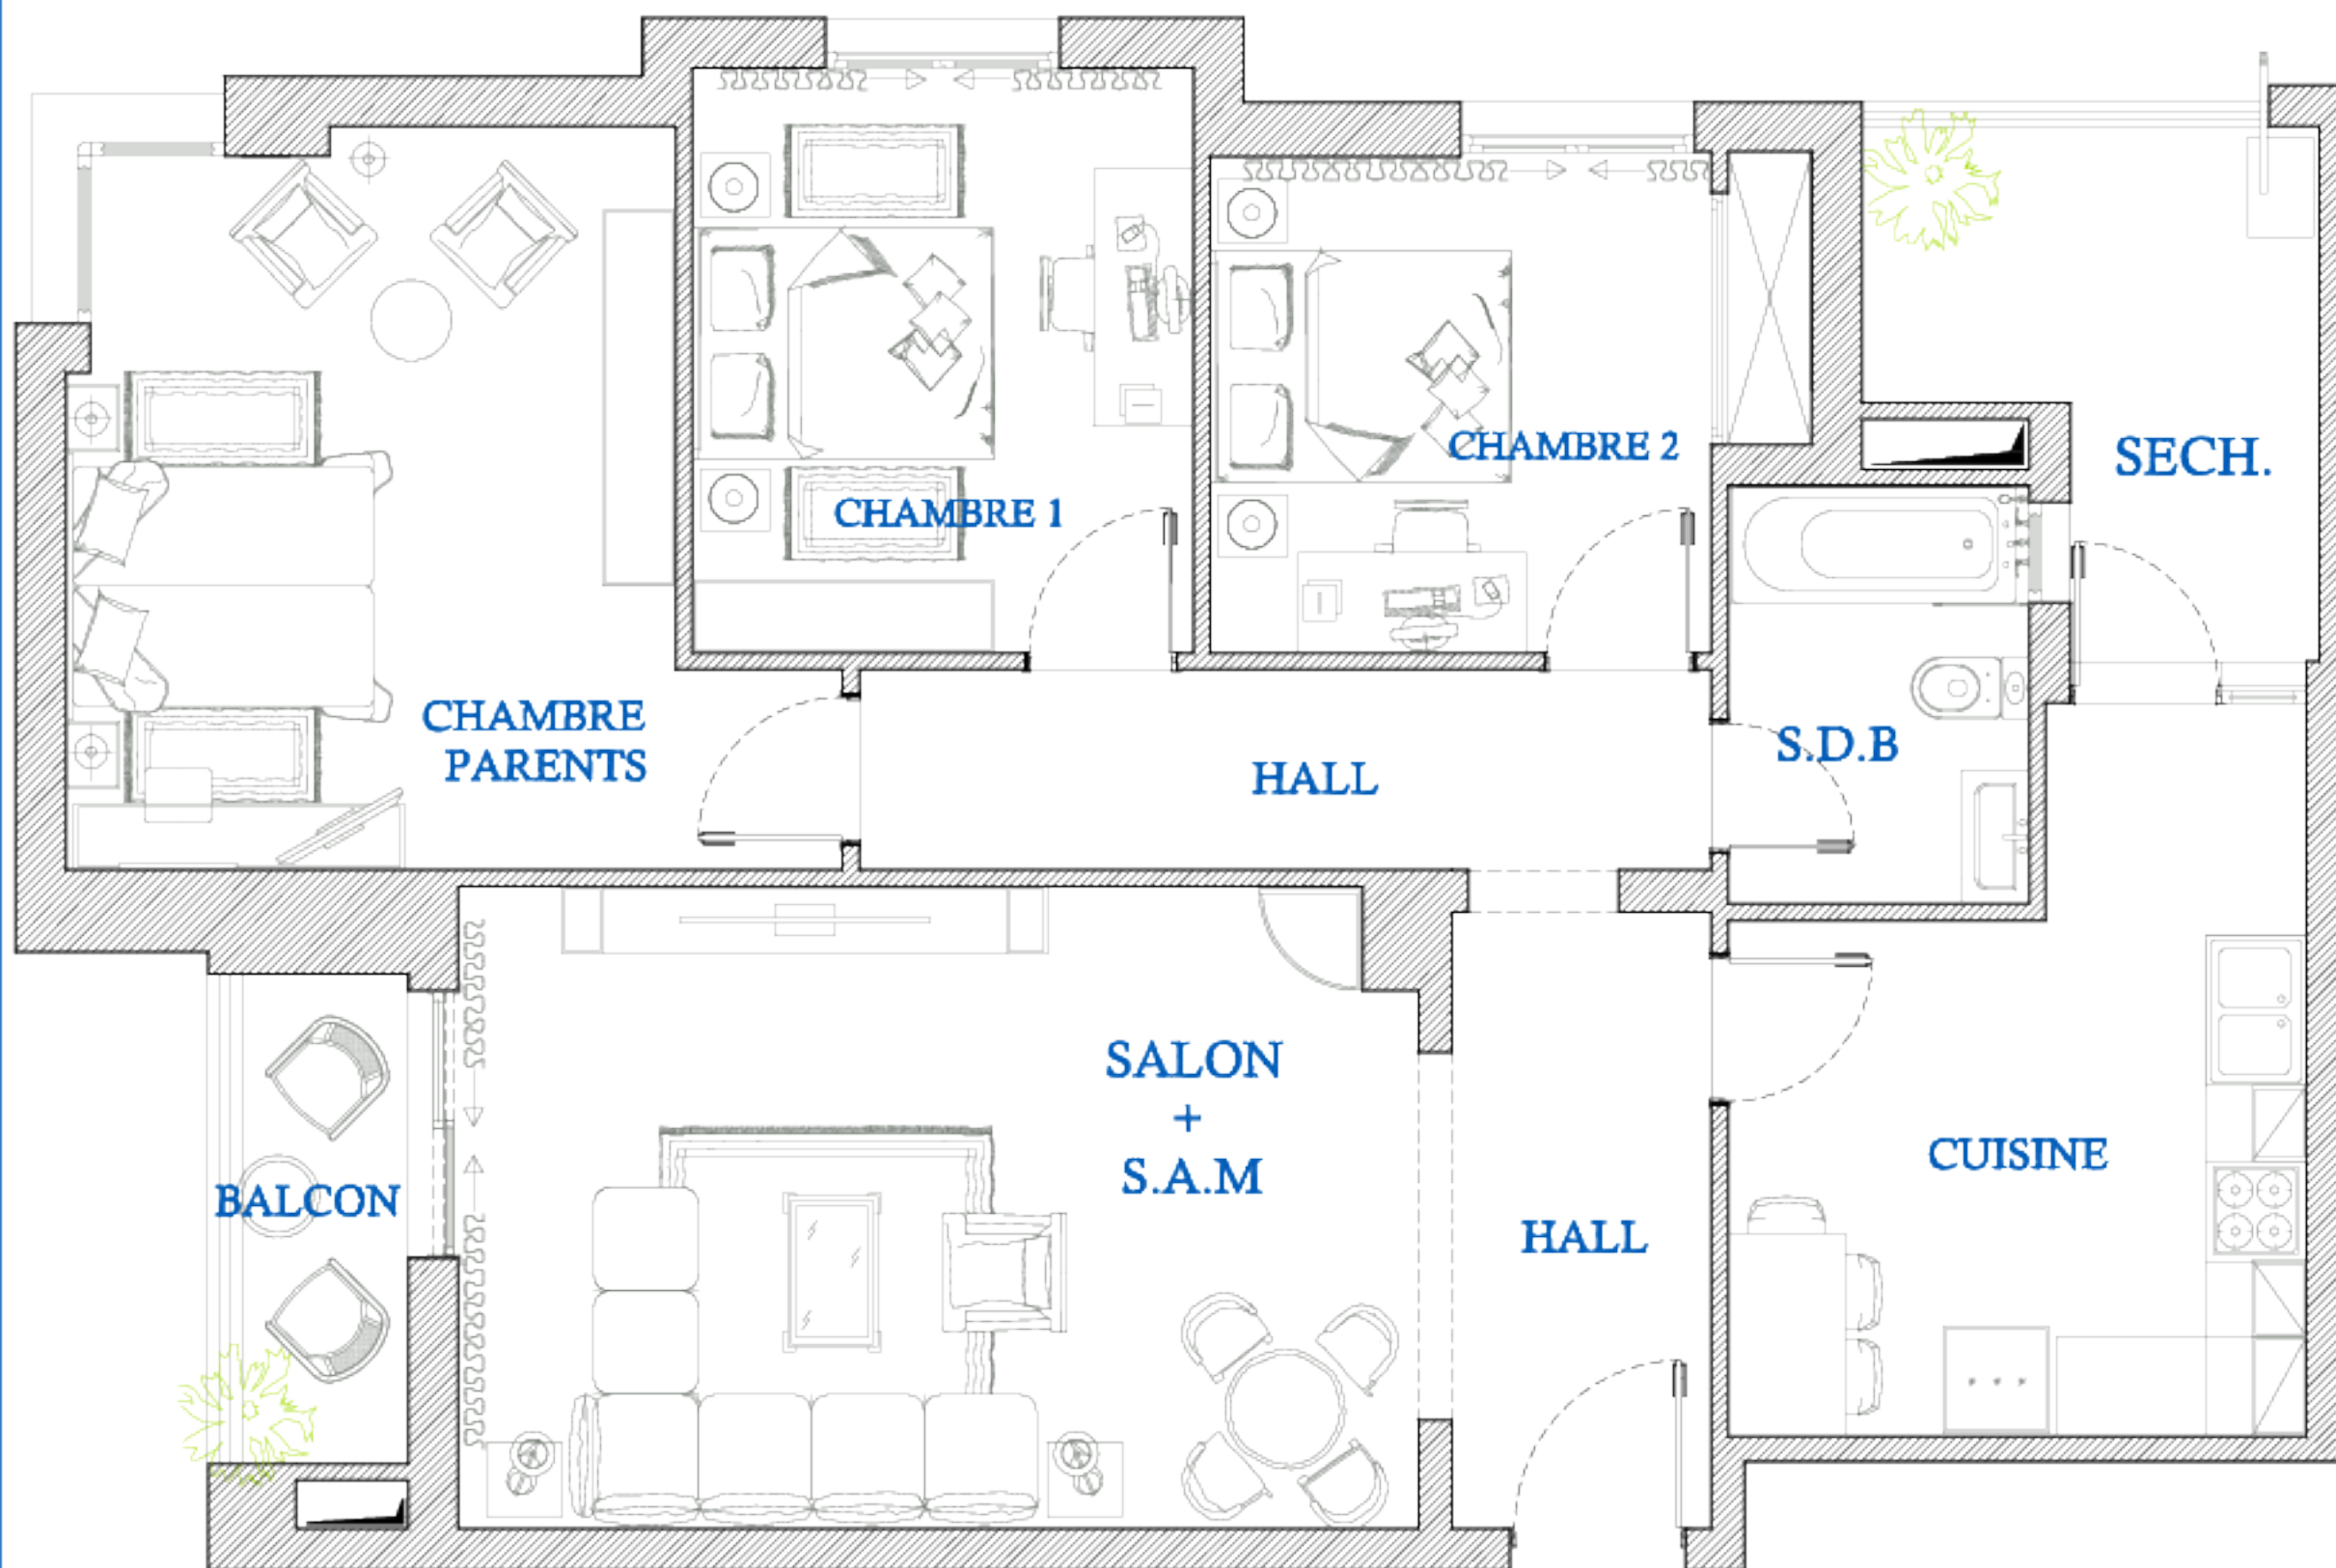 CHAMBRE 2
SECH.
CHAMBRE 1
CHAMBRE
PARENTS
HALL
S.D.B
SALON
+
S.A.M
BALCON
HALL
CUISINE